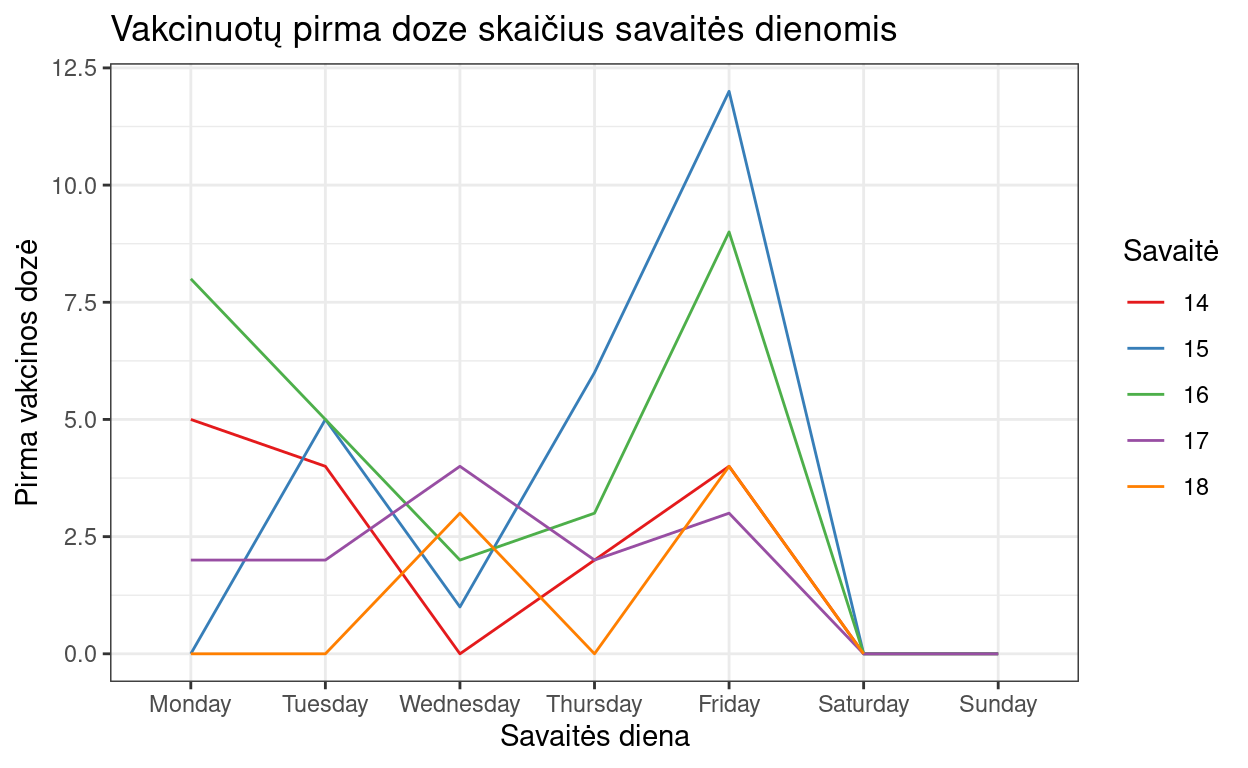 Vakcinuotų pirma doze skaičius savaitės dienomis
Pirma vakcinos dozė
12.5
10.0
7.5
5.0
2.5
0.0
Monday Tuesday Wednesday Thursday Friday Saturday Sunday
Savaitės diena
Savaitė
14
15
16
17
18